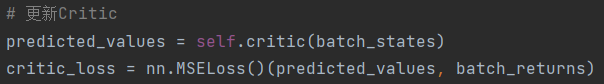 # 更新Critic
predicted_values = self.critic(batch_states)
critic_loss = nn.MSELoss()(predicted_values, batch_returns)